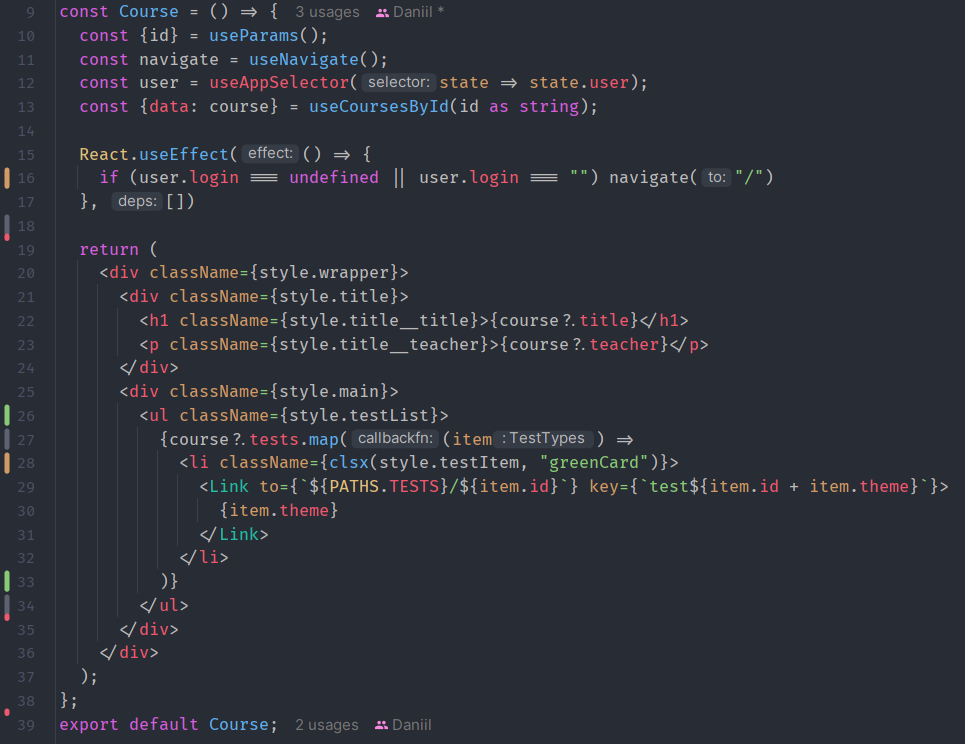 9 const Course = () => { 3 usages Daniil *
10 const {id} = useParams();
11 const navigate = useNavigate();
12 const user = useAppSelector( selector: state => state.user);
13 const {data: course} = useCoursesById(id as string);
14
15 React.useEffect( effect: () => {
16 if (user.login === undefined || user.login === "") navigate( to: "/")
17 }, deps: [])
18
19 return (
20 <div className={style.wrapper}>
21 <div className={style.title}>
22 <h1 className={style.title__title}>{course?.title}</h1>
23 <p className={style.title__teacher}>{course?.teacher}</p>
24 </div>
25 <div className={style.main}>
26 <ul className={style.testList}>
27 {course?.tests.map( callbackfn: (item : TestTypes ) =>
28 <li className={clsx(style.testItem, "greenCard")}>
29 <Link to={`${PATHS.TESTS}/${item.id}`} key={`test${item.id + item.theme}`}>
30 {item.theme}
31 </Link>
32 </li>
33 )}
34 </ul>
35 </div>
36 </div>
37 );
38 };
39 export default Course; 2 usages Daniil